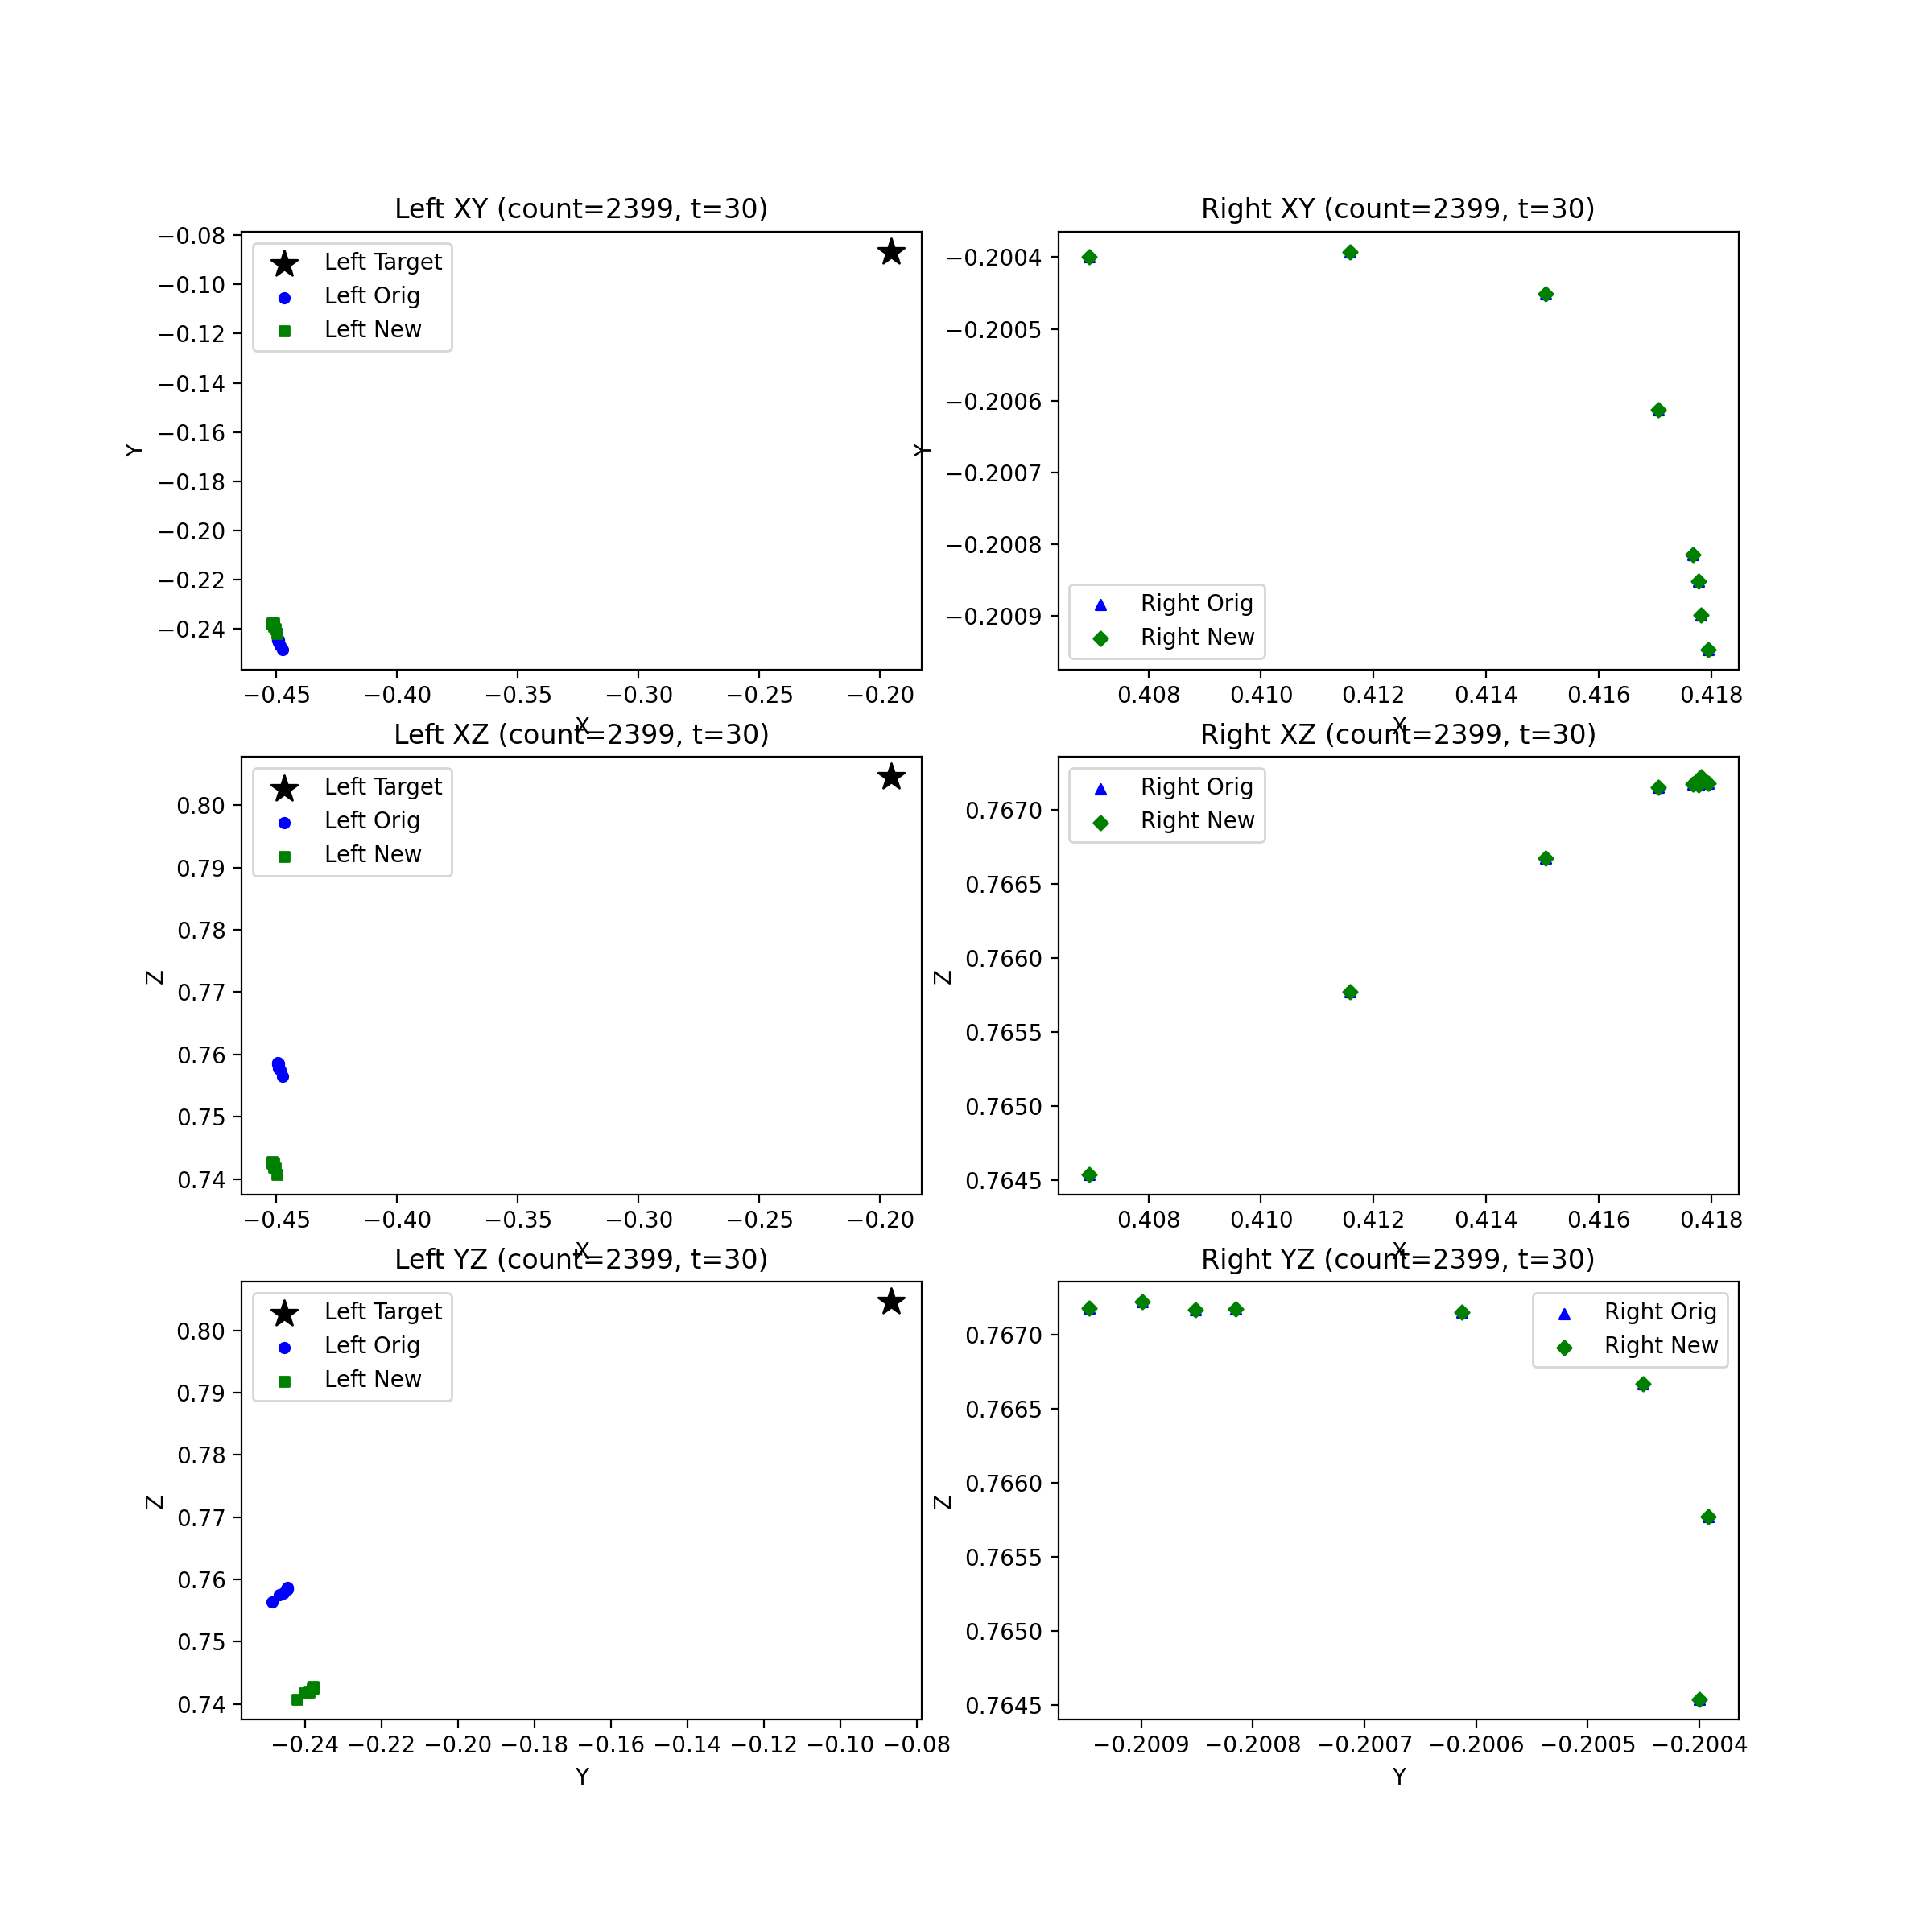 Left XY (count=2399, t=30)
Y
−0.08
−0.10
−0.12
−0.14
−0.16
−0.18
−0.20
−0.22
−0.24
Left Target
Left Orig
Left New
−0.45
−0.40
−0.35
−0.30
−0.25
−0.20
X
Right XY (count=2399, t=30)
Y
−0.2004
−0.2005
−0.2006
−0.2007
−0.2008
−0.2009
Right Orig
Right New
0.408
0.410
0.412
0.414
0.416
0.418
X
Left XZ (count=2399, t=30)
Z
0.80
0.79
0.78
0.77
0.76
0.75
0.74
Left Target
Left Orig
Left New
−0.45
−0.40
−0.35
−0.30
−0.25
−0.20
X
Right XZ (count=2399, t=30)
Z
0.7670
0.7665
0.7660
0.7655
0.7650
0.7645
Right Orig
Right New
0.408
0.410
0.412
0.414
0.416
0.418
X
Left YZ (count=2399, t=30)
Z
0.80
0.79
0.78
0.77
0.76
0.75
0.74
Left Target
Left Orig
Left New
−0.24
−0.22
−0.20
−0.18
−0.16
−0.14
−0.12
−0.10
−0.08
Y
Right YZ (count=2399, t=30)
Z
0.7670
0.7665
0.7660
0.7655
0.7650
0.7645
Right Orig
Right New
−0.2009
−0.2008
−0.2007
−0.2006
−0.2005
−0.2004
Y